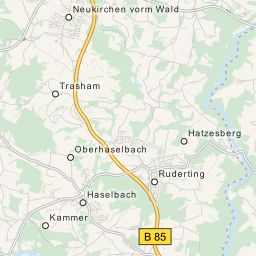 Neukirchen vorm Wald
Trasham
Hatzesberg
Oberhaselbach
Ruderting
Haselbach
Kammer
B 85